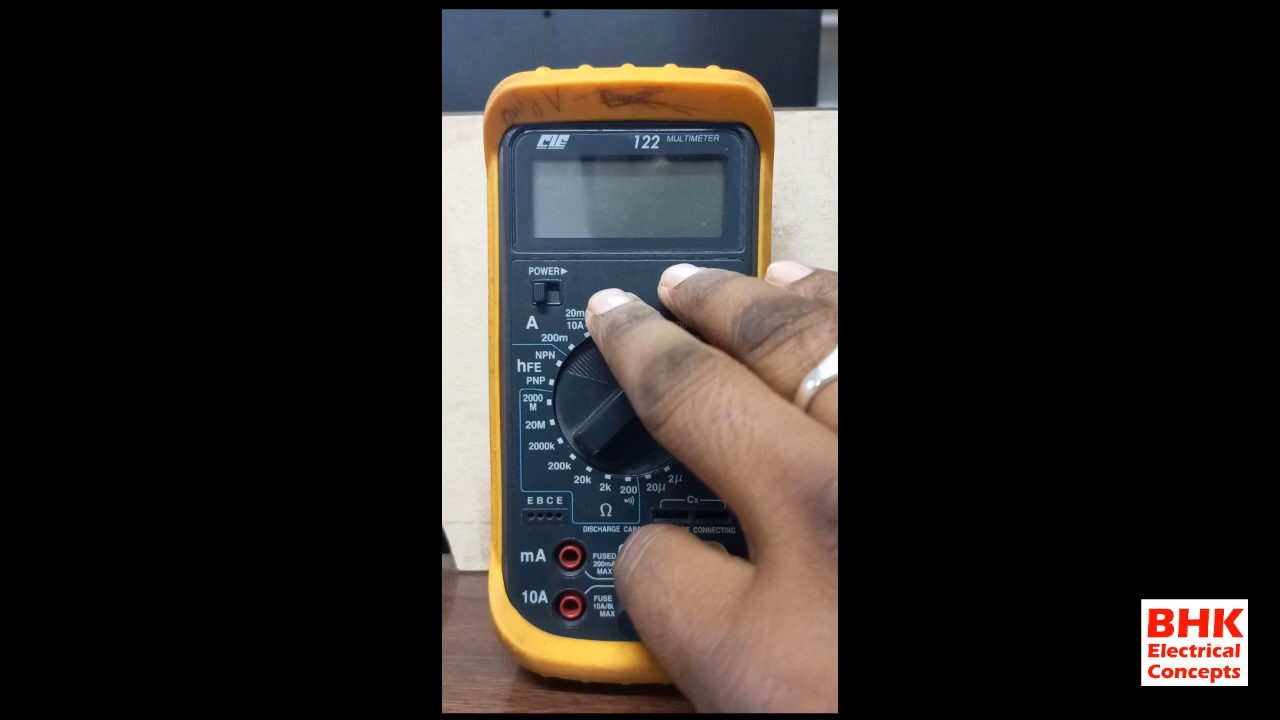 CIE
122 MULTIMETER
POWER▶
A
20m
10A
200m
NPN
hFE
PNP
2000
M
20M
2000k
200k
20k
2k
200
20μ
2μ
Ω
E B C E
Cx
DISCHARGE
CONNECTING
mA
FUSED
200mA
MAX
10A
FUSE
MAX
BHK
Electrical
Concepts